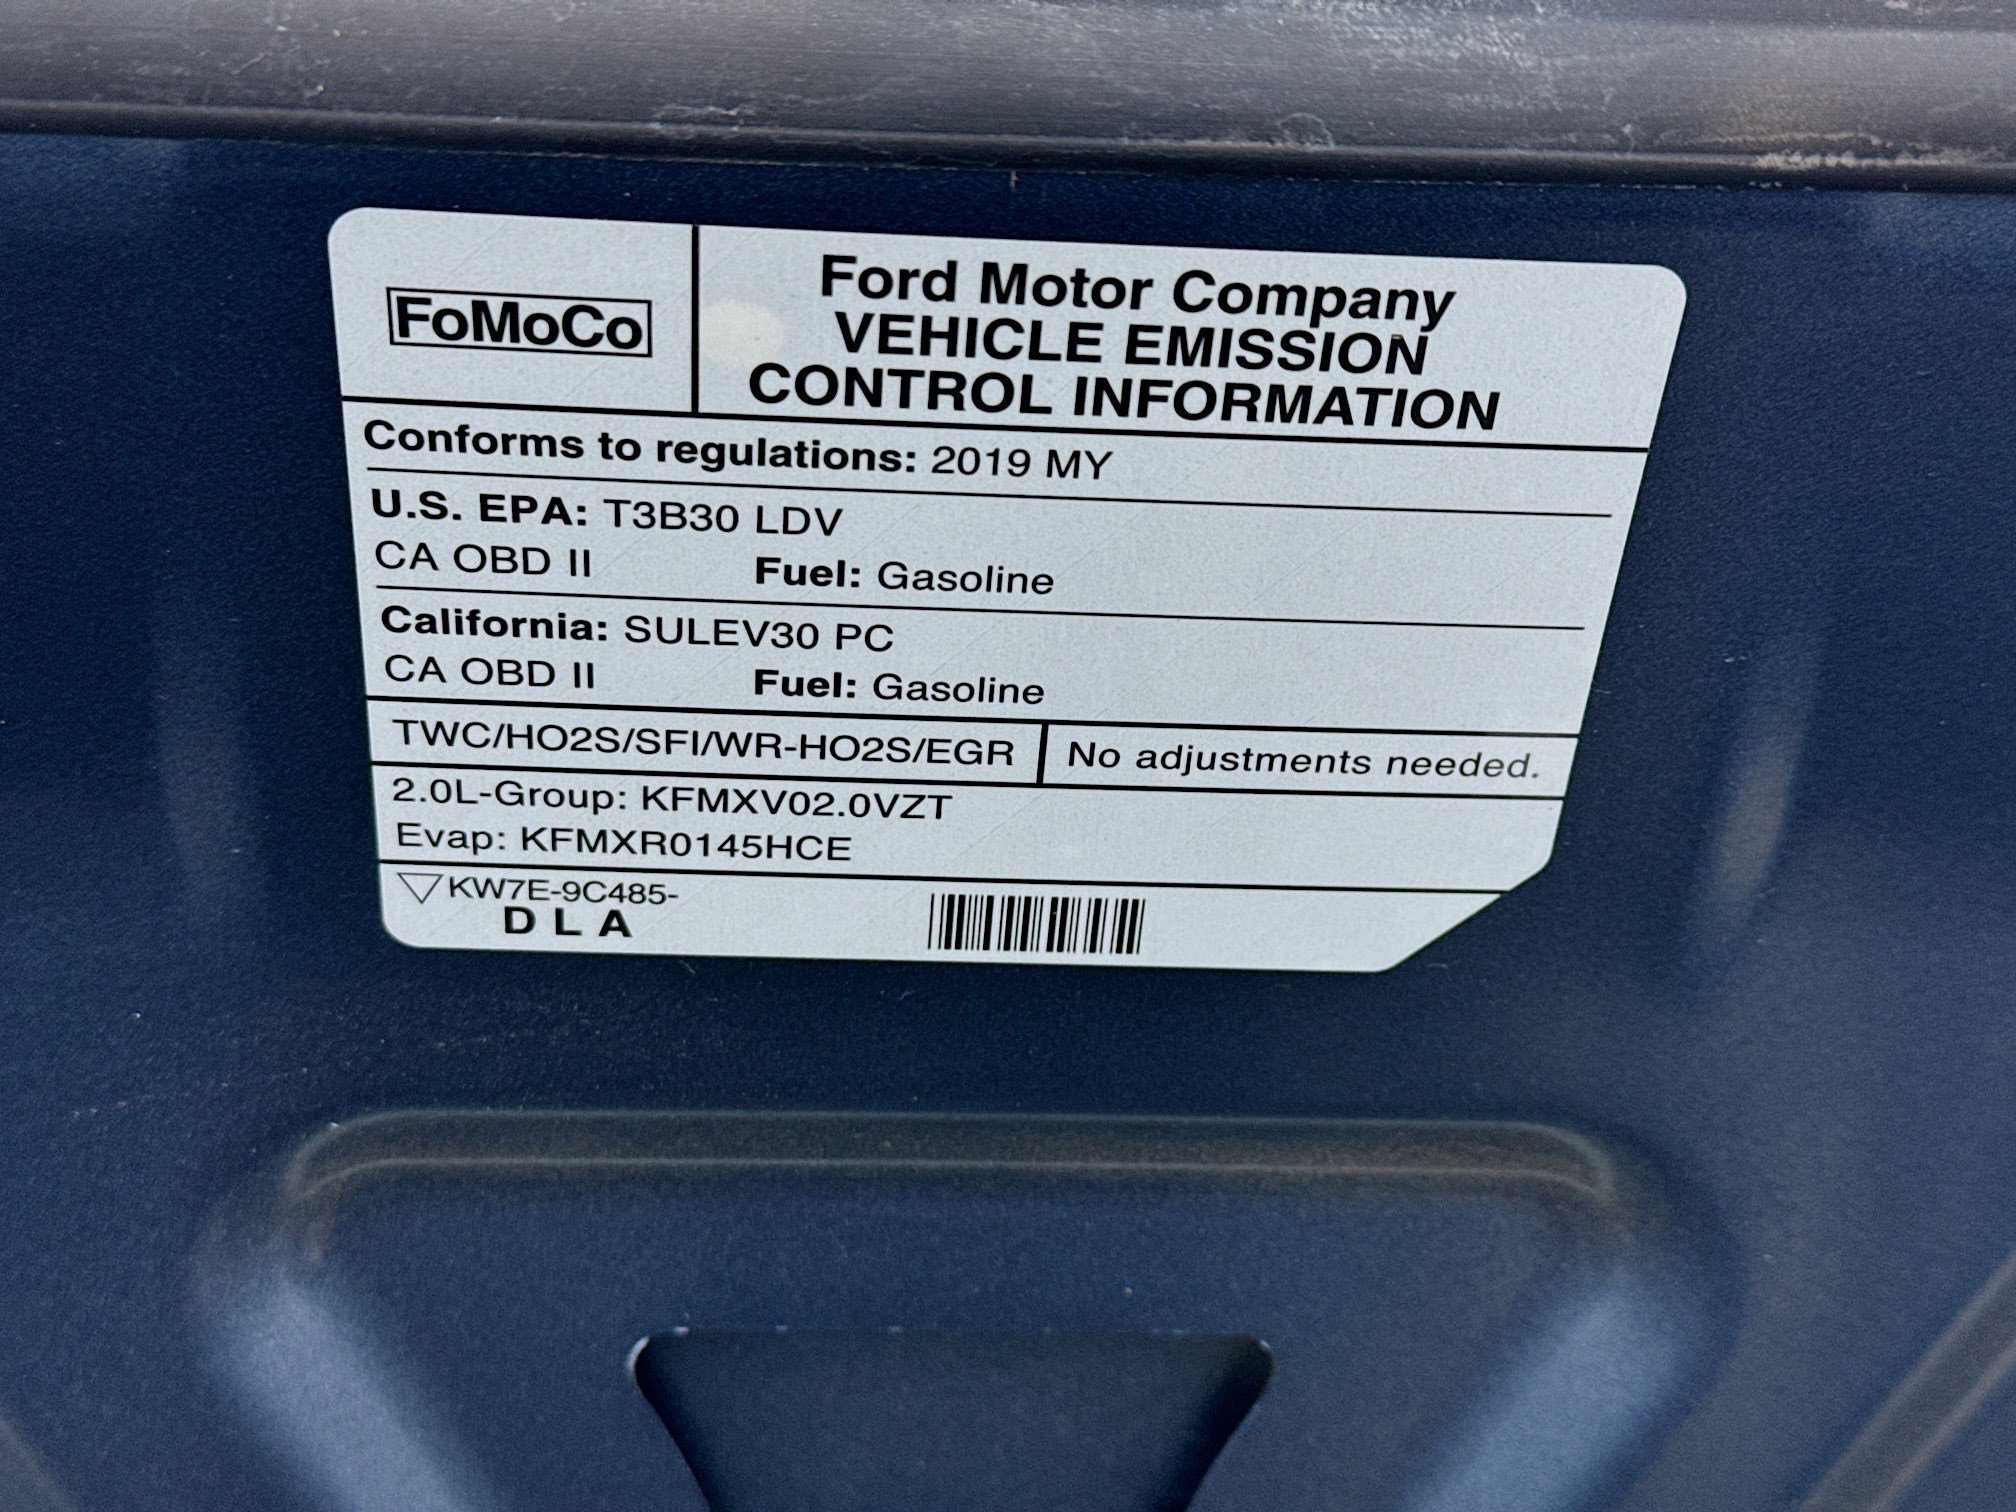 FoMoCo
Ford Motor Company
VEHICLE EMISSION
CONTROL INFORMATION
Conforms to regulations: 2019 MY
U.S. EPA: T3B30 LDV
CA OBD II Fuel: Gasoline
California: SULEV30 PC
CA OBD II Fuel: Gasoline
TWC/HO2S/SFI/WR-HO2S/EGR No adjustments needed.
2.0L-Group: KFMXV02.0VZT
Evap: KFMXR0145HCE
KW7E-9C485-
D L A